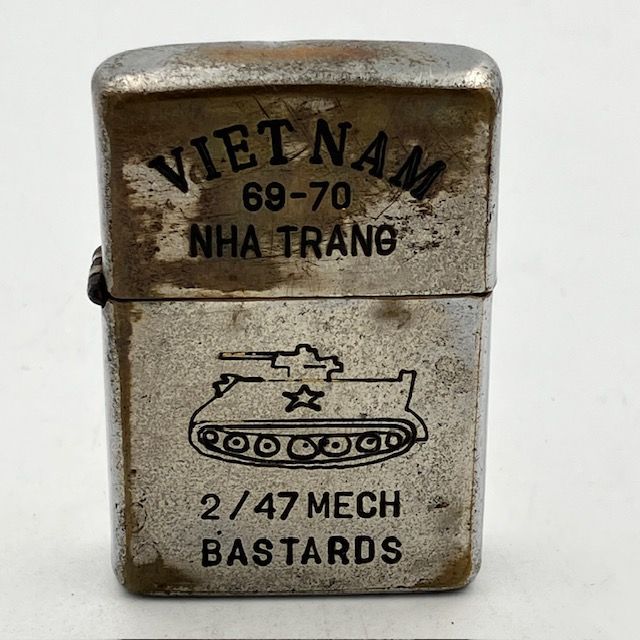 VIETNAM
69-70
NHA TRANG
2/47 MECH
BASTARDS